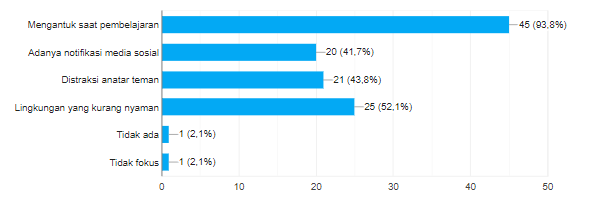 Mengantuk saat pembelajaran 45 (93,8%)
Adanya notifikasi media sosial 20 (41,7%)
Distraksi anatar teman 21 (43,8%)
Lingkungan yang kurang nyaman 25 (52,1%)
Tidak ada 1 (2,1%)
Tidak fokus 1 (2,1%)
0 10 20 30 40 50